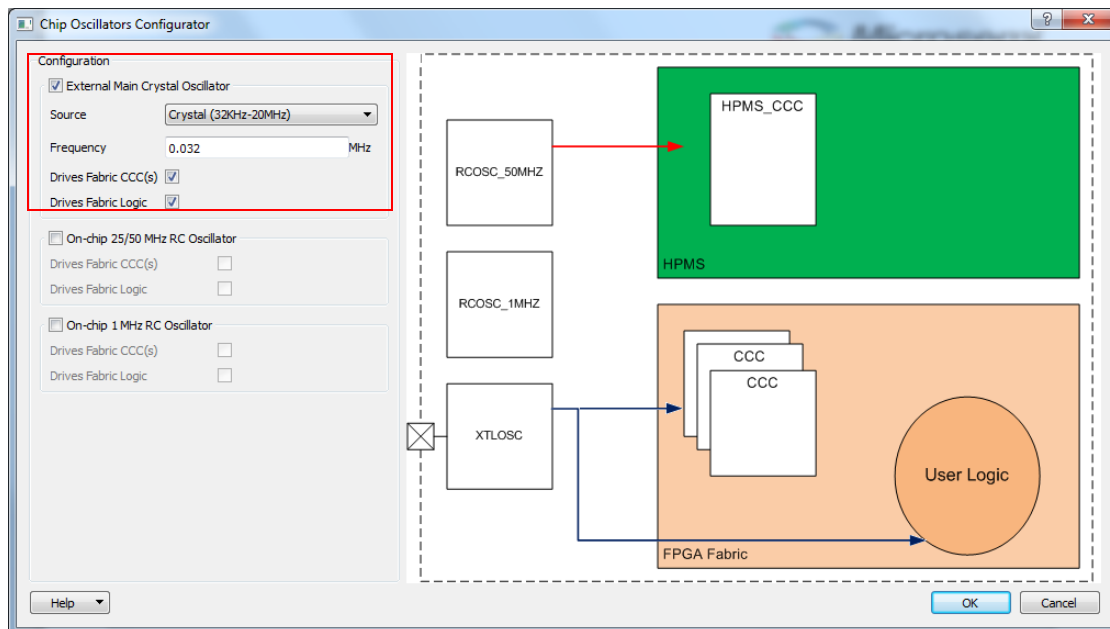 Chip Oscillators Configurator
Configuration
External Main Crystal Oscillator
Source Crystal (32KHz-20MHz)
Frequency 0.032 MHz
Drives Fabric CCC(s)
Drives Fabric Logic
On-chip 25/50 MHz RC Oscillator
Drives Fabric CCC(s)
Drives Fabric Logic
On-chip 1 MHz RC Oscillator
Drives Fabric CCC(s)
Drives Fabric Logic
RCOSC_50MHZ
RCOSC_1MHZ
XTLOSC
HPMS_CCC
HPMS
CCC
CCC
User Logic
FPGA Fabric
Help
OK
Cancel